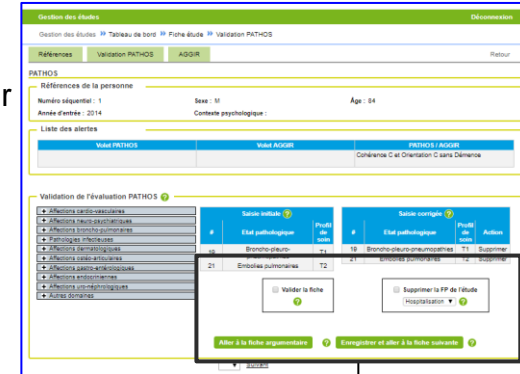 Gestion des études Déconnexion
Gestion des études » Tableau de bord » Fiche étude » Validation PATHOS
Références Validation PATHOS AGGIR Retour
r
PATHOS
Références de la personne
Numéro séquentiel : 1 Sexe : M Âge : 84
Année d'entrée : 2014 Contexte psychologique :
Liste des alertes
Volet PATHOS Volet AGGIR PATHOS / AGGIR
Cohérence C et Orientation C sans Démence
Validation de l'évaluation PATHOS ?
+ Affections cardio-vasculaires
+ Affections neuro-psychiatriques
+ Affections broncho-pulmonaires
+ Pathologies infectieuses
+ Affections dermatologiques
+ Affections ostéo-articulaires
+ Affections gastro-entérologiques
+ Affections endocriniennes
+ Affections uro-néphrologiques
+ Autres domaines
Saisie initiale ?
# Etat pathologique Profil de soin
19 Broncho-pleuro-pneumopathies T1
21 Embolies pulmonaires T2
Saisie corrigée ?
# Etat pathologique Profil de soin Action
19 Broncho-pleuro-pneumopathies T1 Supprimer
21 Embolies pulmonaires T2 Supprimer
Valider la fiche
?
Supprimer la FP de l'étude
Hospitalisation ▼ ?
Aller à la fiche argumentaire ? Enregistrer et aller à la fiche suivante ?
▼ Suivant